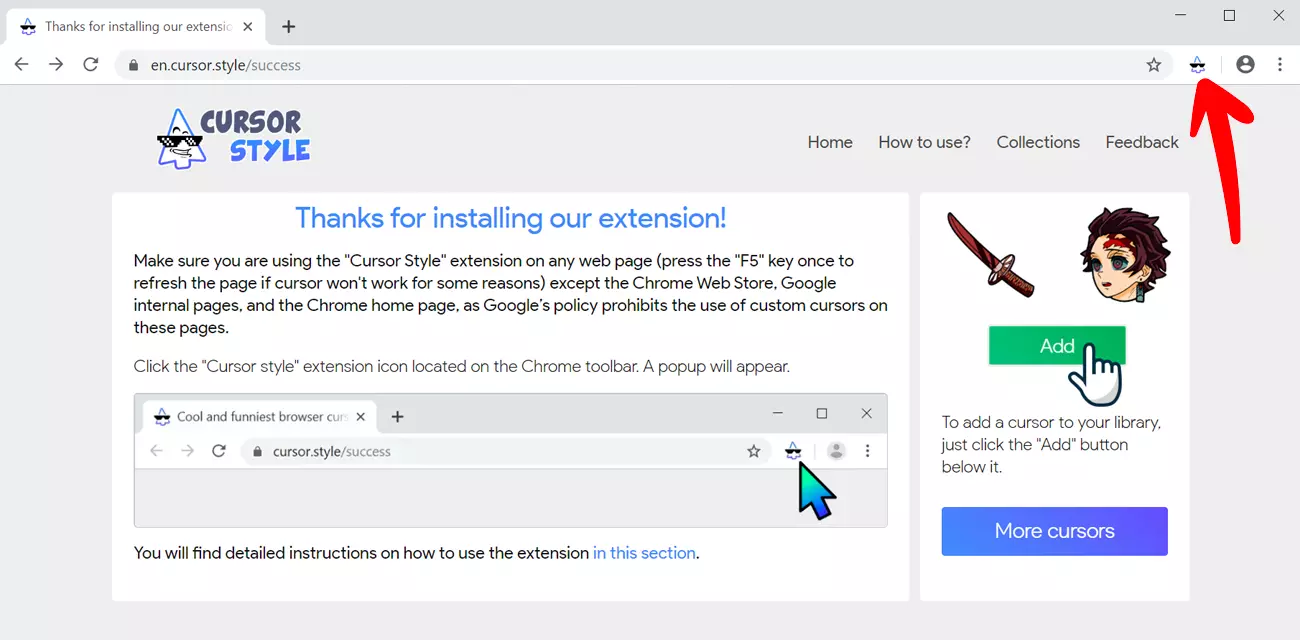 Thanks for installing our extensio
en.cursor.style/success
CURSOR
STYLE
Home How to use? Collections Feedback
Thanks for installing our extension!
Make sure you are using the "Cursor Style" extension on any web page (press the "F5" key once to
refresh the page if cursor won't work for some reasons) except the Chrome Web Store, Google
internal pages, and the Chrome home page, as Google’s policy prohibits the use of custom cursors on
these pages.
Click the "Cursor style" extension icon located on the Chrome toolbar. A popup will appear.
Cool and funniest browser curs
cursor.style/success
You will find detailed instructions on how to use the extension in this section.
Add
To add a cursor to your library,
just click the "Add" button
below it.
More cursors